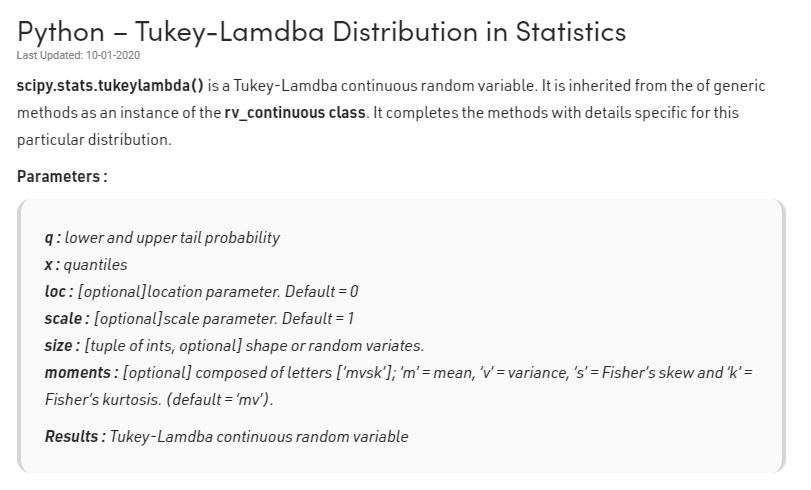 Python – Tukey-Lamdba Distribution in Statistics
Last Updated: 10-01-2020
scipy.stats.tukeylambda() is a Tukey-Lamdba continuous random variable. It is inherited from the of generic
methods as an instance of the rv_continuous class. It completes the methods with details specific for this
particular distribution.
Parameters :
q : lower and upper tail probability
x : quantiles
loc : [optional]location parameter. Default = 0
scale : [optional]scale parameter. Default = 1
size : [tuple of ints, optional] shape or random variates.
moments : [optional] composed of letters [‘mvsk’]; ‘m’ = mean, ‘v’ = variance, ‘s’ = Fisher’s skew and ‘k’ =
Fisher’s kurtosis. (default = ‘mv’).
Results : Tukey-Lamdba continuous random variable